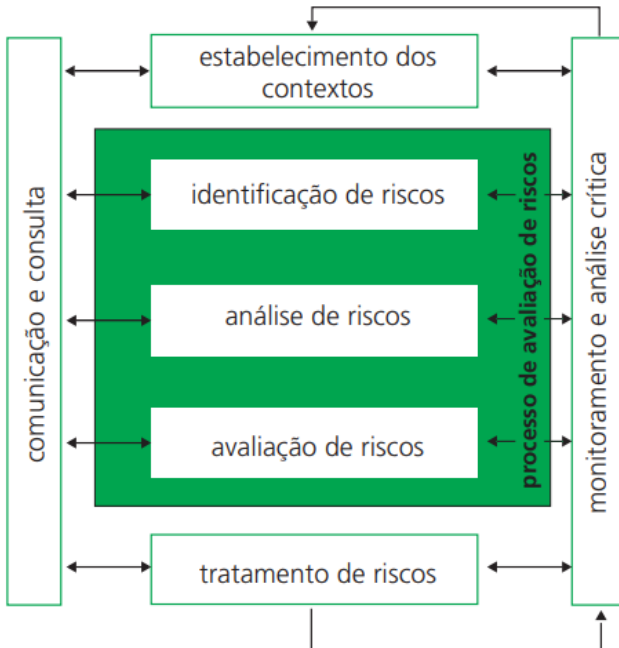 comunicação e consulta
estabelecimento dos
contextos
identificação de riscos
análise de riscos
avaliação de riscos
processo de avaliação de riscos
tratamento de riscos
monitoramento e análise crítica